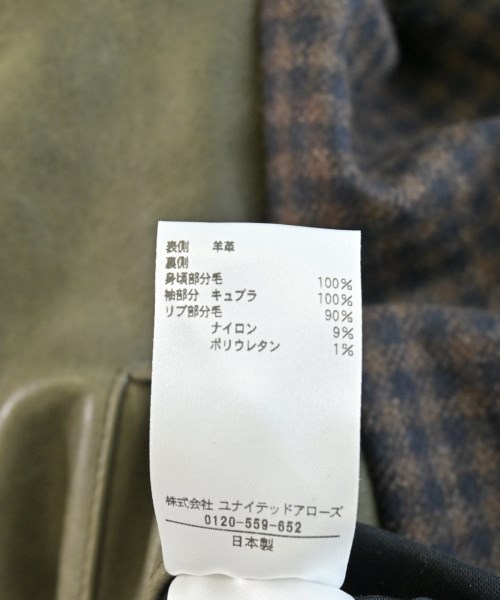 表側 羊革
裏側
身頃部分毛 100%
袖部分 キュプラ 100%
リブ部分毛 90%
ナイロン 9%
ポリウレタン 1%
株式会社 ユナイテッドアローズ
0120-559-652
日本製